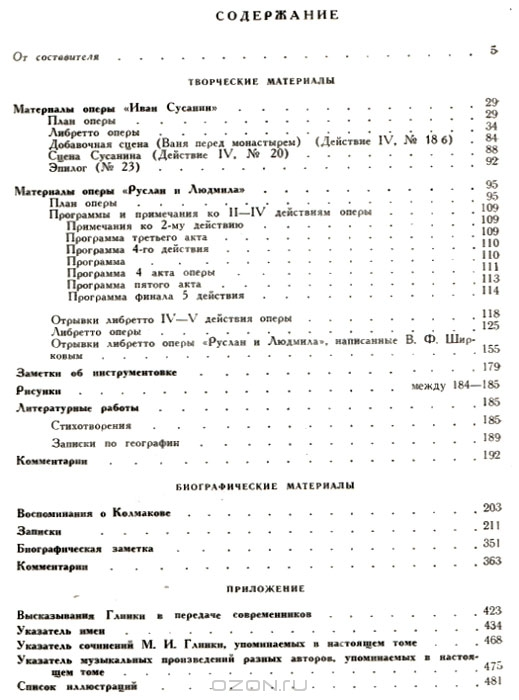 СОДЕРЖАНИЕ
От составителя . . . . . . . . . . 5
ТВОРЧЕСКИЕ МАТЕРИАЛЫ
Материалы оперы «Иван Сусанин» . . . . . . . . . . 29
План оперы . . . . . . . . . . 29
Либретто оперы . . . . . . . . . . 34
Добавочная сцена (Ваня перед монастырем) (Действие IV, № 18 б) . 84
Сцена Сусанина (Действие IV, № 20) . . . . . . 88
Эпилог (№ 23) . . . . . . . . . . 92
Материалы оперы «Руслан и Людмила» . . . . . . . . 95
План оперы . . . . . . . . . . 95
Программы и примечания ко II—IV действиям оперы . . . . 109
Примечания ко 2-му действию . . . . . . . . 109
Программа третьего акта . . . . . . . . 109
Программа 4-го действия . . . . . . . . 110
Программа . . . . . . . . . . 110
Программа 4 акта оперы . . . . . . . . 111
Программа пятого акта . . . . . . . . 113
Программа финала 5 действия . . . . . . . . 114
Отрывки либретто IV—V действия оперы . . . . . . 118
Либретто оперы . . . . . . . . . . 125
Отрывки либретто оперы «Руслан и Людмила», написанные В. Ф. Шир-
ковым . . . . . . . . . . 155
Заметки об инструментовке . . . . . . . . . . 179
Рисунки . . . . . . . . . . между 184—185
Литературные работы . . . . . . . . . . 185
Стихотворения . . . . . . . . . . 185
Записки по географии . . . . . . . . . . 189
Комментарии . . . . . . . . . . 192
БИОГРАФИЧЕСКИЕ МАТЕРИАЛЫ
Воспоминания о Колмакове . . . . . . . . . . 203
Записки . . . . . . . . . . 211
Биографическая заметка . . . . . . . . . . 351
Комментарии . . . . . . . . . . 363
ПРИЛОЖЕНИЕ
Высказывания Глинки в передаче современников . . . . . . 423
Указатель имен . . . . . . . . . . 434
Указатель сочинений М. И. Глинки, упоминаемых в настоящем томе . . . 468
Указатель музыкальных произведений разных авторов, упоминаемых в настоя-
щем томе . . . . . . . . . . 475
Список иллюстраций . . . . . . . . . . 481
ozon.ru